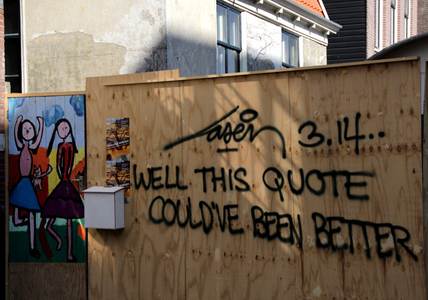 Laser 3.14..
WELL THIS QUOTE
COULD'VE BEEN BETTER